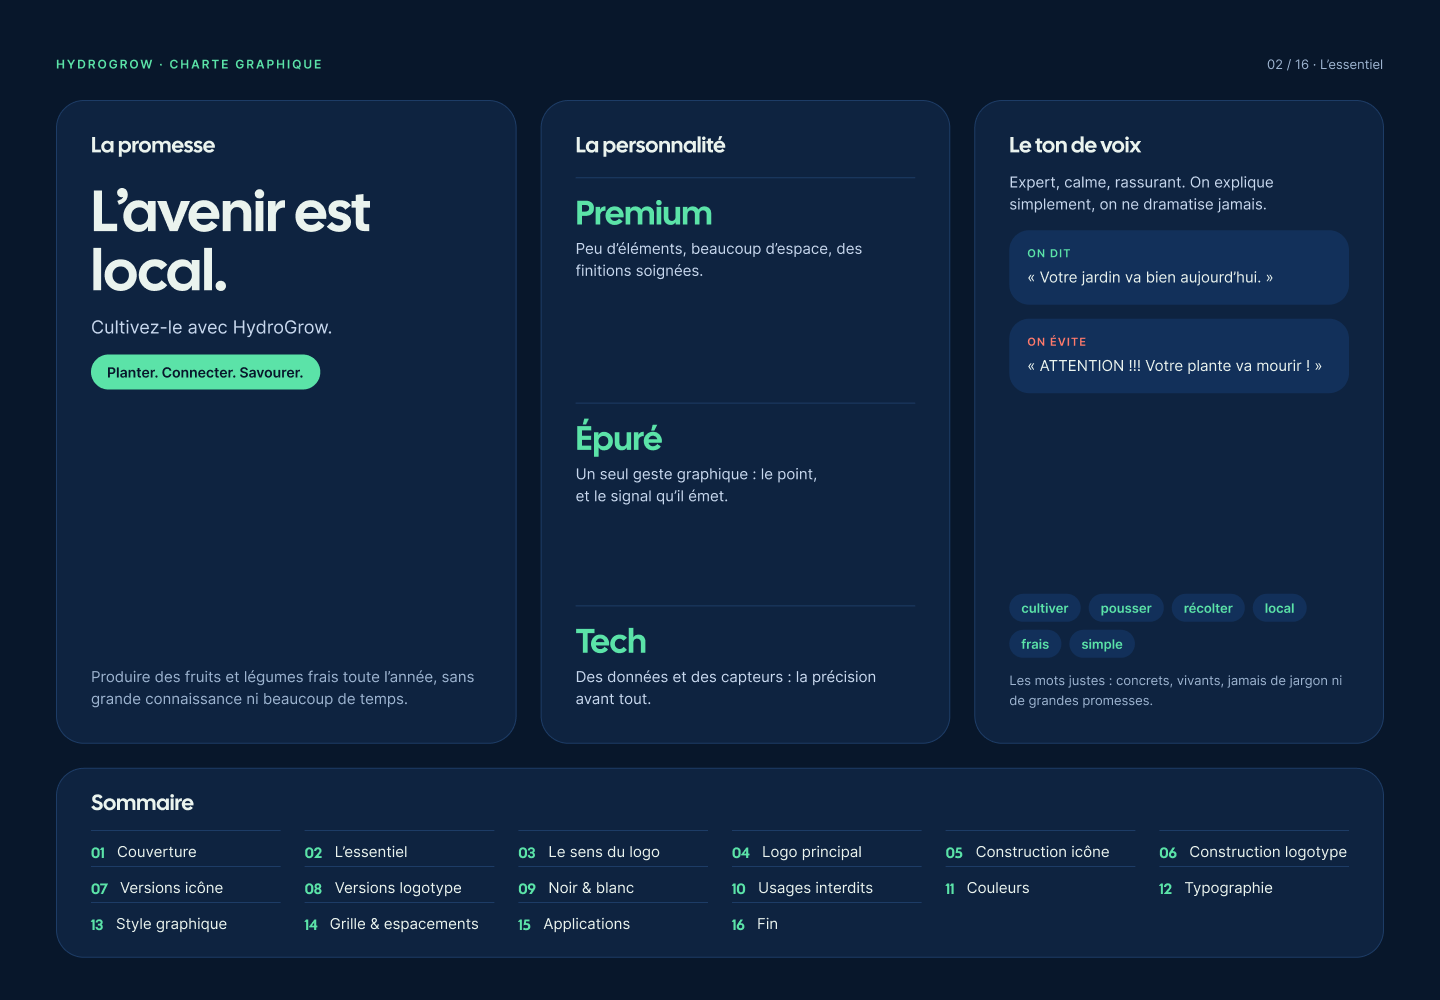 HYDROGROW · CHARTE GRAPHIQUE
02 / 16 · L’essentiel
La promesse
L’avenir est
local.
Cultivez-le avec HydroGrow.
Planter. Connecter. Savourer.
Produire des fruits et légumes frais toute l’année, sans
grande connaissance ni beaucoup de temps.
La personnalité
Premium
Peu d’éléments, beaucoup d’espace, des
finitions soignées.
Épuré
Un seul geste graphique : le point,
et le signal qu’il émet.
Tech
Des données et des capteurs : la précision
avant tout.
Le ton de voix
Expert, calme, rassurant. On explique
simplement, on ne dramatise jamais.
ON DIT
« Votre jardin va bien aujourd’hui. »
ON ÉVITE
« ATTENTION !!! Votre plante va mourir ! »
cultiver pousser récolter local
frais simple
Les mots justes : concrets, vivants, jamais de jargon ni
de grandes promesses.
Sommaire
01 Couverture 02 L’essentiel 03 Le sens du logo 04 Logo principal 05 Construction icône 06 Construction logotype
07 Versions icône 08 Versions logotype 09 Noir & blanc 10 Usages interdits 11 Couleurs 12 Typographie
13 Style graphique 14 Grille & espacements 15 Applications 16 Fin